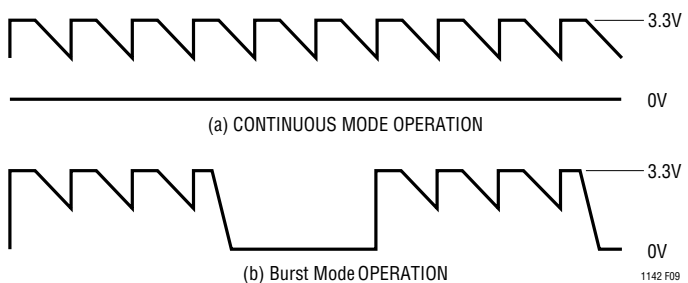 3.3V
0V
(a) CONTINUOUS MODE OPERATION
3.3V
0V
(b) Burst Mode OPERATION
1142 F09